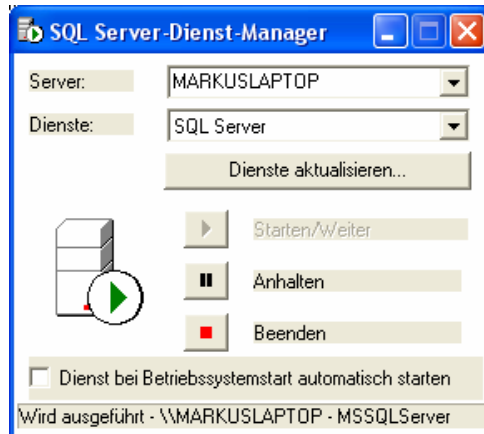 SQL Server-Dienst-Manager
Server: MARKUSLAPTOP
Dienste: SQL Server
Dienste aktualisieren...
Starten/Weiter
Anhalten
Beenden
Dienst bei Betriebssystemstart automatisch starten
Wird ausgeführt - \\MARKUSLAPTOP - MSSQLServer